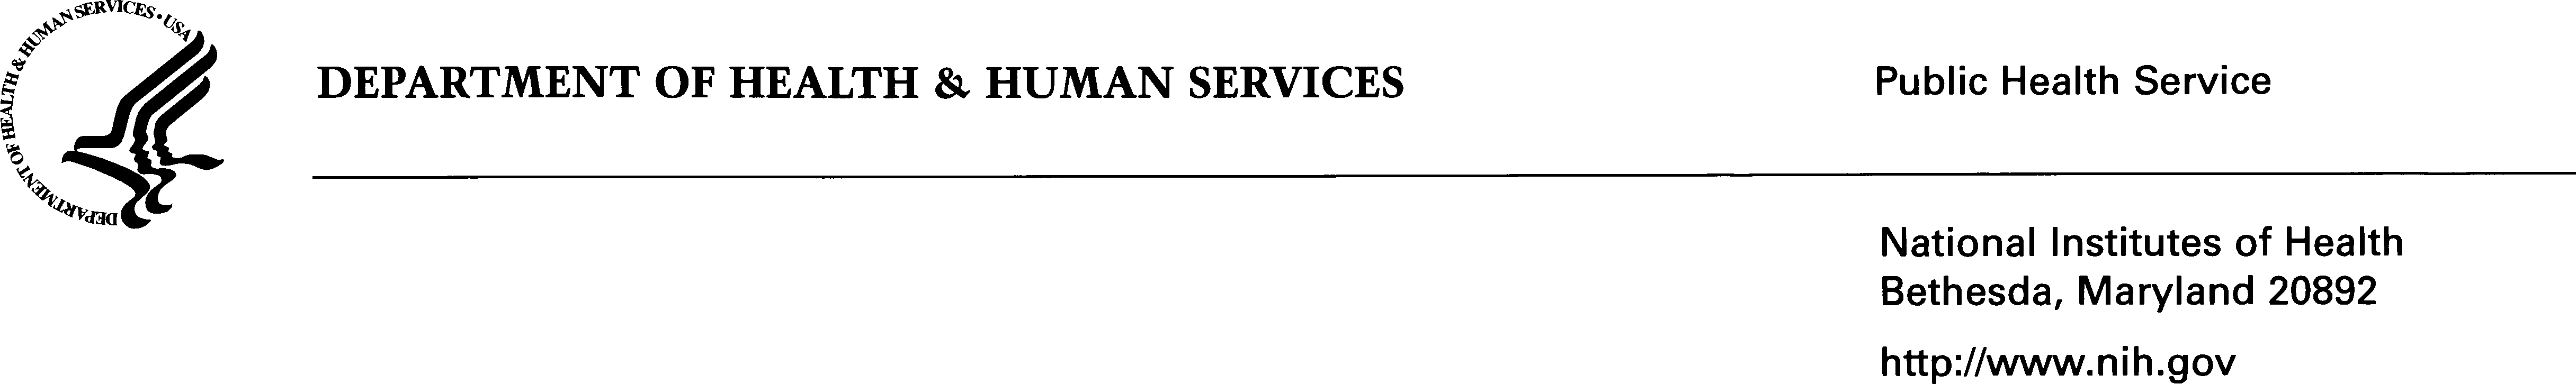 DEPARTMENT OF HEALTH & HUMAN SERVICES • USA
DEPARTMENT OF HEALTH & HUMAN SERVICES
Public Health Service
National Institutes of Health
Bethesda, Maryland 20892
http://www.nih.gov